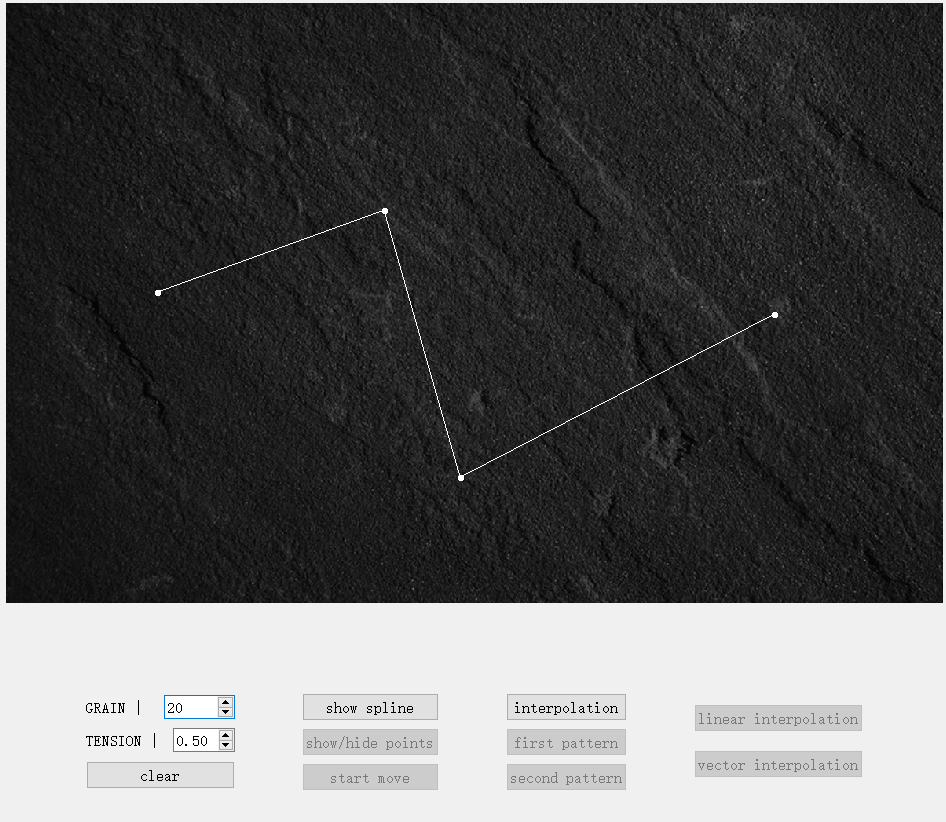 GRAIN |
20
TENSION |
0.50
clear
show spline
show/hide points
start move
interpolation
first pattern
second pattern
linear interpolation
vector interpolation